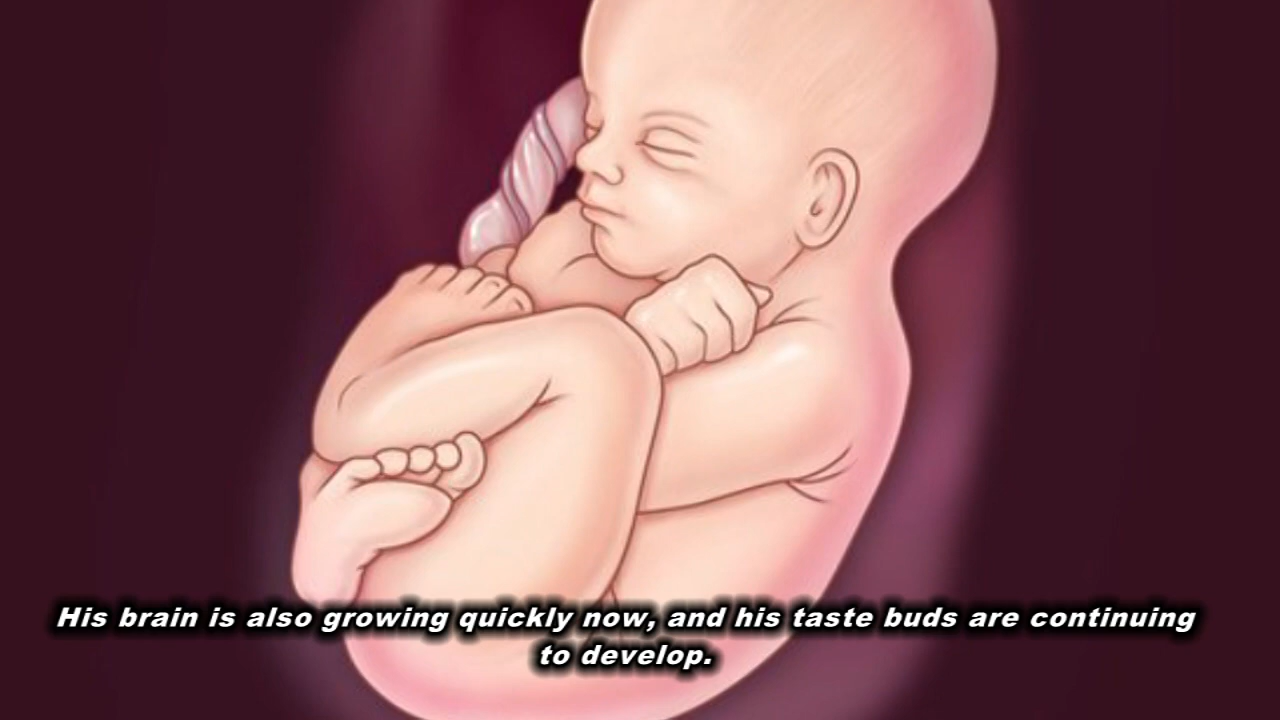 His brain is also growing quickly now, and his taste buds are continuing
to develop.